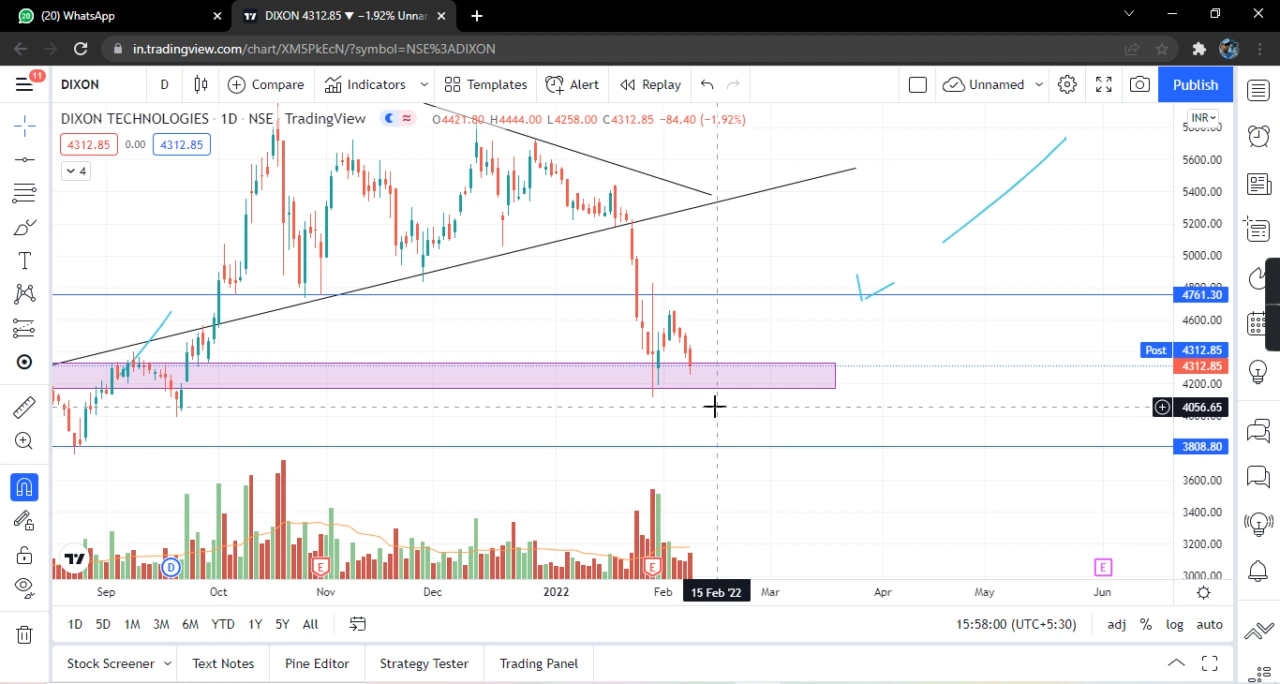 (20) WhatsApp
DIXON 4312.85 ▼ −1.92% Unnar
in.tradingview.com/chart/XM5PkEcN/?symbol=NSE%3ADIXON
11
DIXON D Compare Indicators Templates Alert Replay Unnamed Publish
DIXON TECHNOLOGIES · 1D · NSE TradingView O4421.80 H4444.00 L4258.00 C4312.85 −84.40 (−1.92%)
INR
4312.85 0.00 4312.85
4
5600.00
5400.00
5200.00
5000.00
4761.30
4600.00
Post 4312.85
4312.85
4200.00
4056.65
3808.80
3600.00
3400.00
3200.00
3000.00
D E E E
Sep Oct Nov Dec 2022 Feb 15 Feb '22 Mar Apr May Jun
1D 5D 1M 3M 6M YTD 1Y 5Y All 15:58:00 (UTC+5:30) adj % log auto
Stock Screener Text Notes Pine Editor Strategy Tester Trading Panel